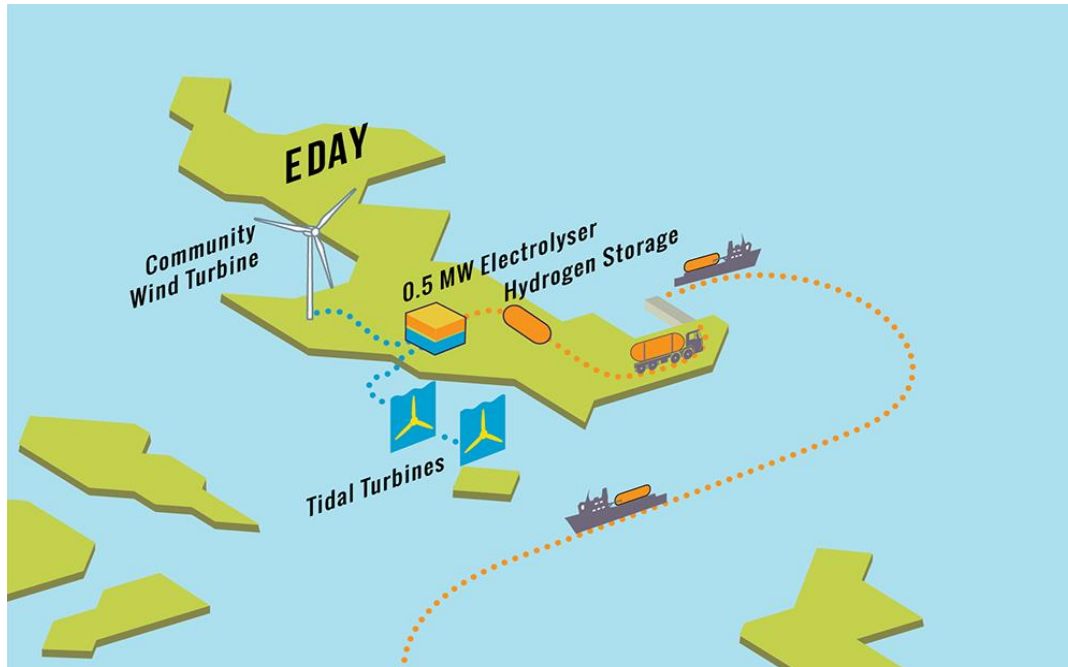 EDAY
Community
Wind Turbine
0.5 MW Electrolyser
Hydrogen Storage
Tidal Turbines